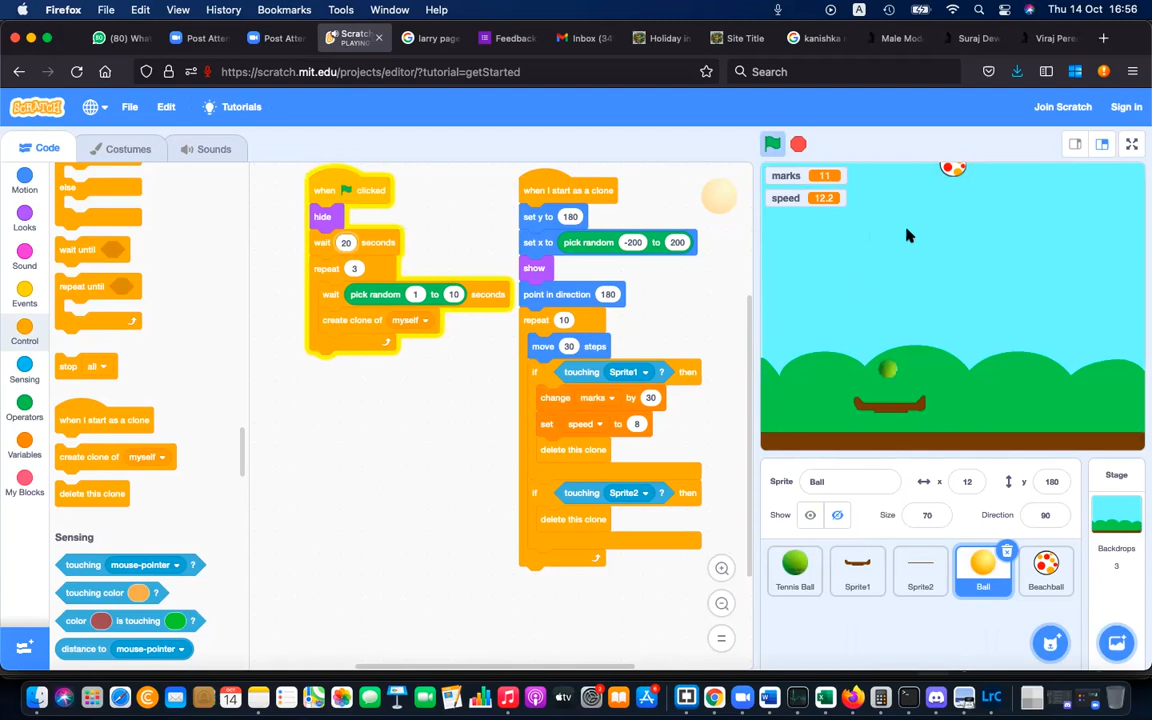 Firefox File Edit View History Bookmarks Tools Window Help A Thu 14 Oct 16:56
(80) Wha Post Atten Post Atten Scratch PLAYING larry page Feedback Inbox (34 Holiday in Site Title kanishka Male Mod Suraj Dew Viraj Pere
https://scratch.mit.edu/projects/editor/?tutorial=getStarted Search
SCRATCH File Edit Tutorials Join Scratch Sign in
Code Costumes Sounds
Motion
Looks
Sound
Events
Control
Sensing
Operators
Variables
My Blocks
else
wait until
repeat until
stop all
when I start as a clone
create clone of myself
delete this clone
Sensing
touching mouse-pointer ?
touching color ?
color is touching ?
distance to mouse-pointer
when clicked
hide
wait 20 seconds
repeat 3
wait pick random 1 to 10 seconds
create clone of myself
when I start as a clone
set y to 180
set x to pick random -200 to 200
show
point in direction 180
repeat 10
move 30 steps
if touching Sprite1 ? then
change marks by 30
set speed to 8
delete this clone
if touching Sprite2 ? then
delete this clone
marks 11
speed 12.2
Sprite Ball x 12 y 180
Show Size 70 Direction 90
Tennis Ball Sprite1 Sprite2 Ball Beachball
Stage
Backdrops
3
OCT
14
tv
LrC